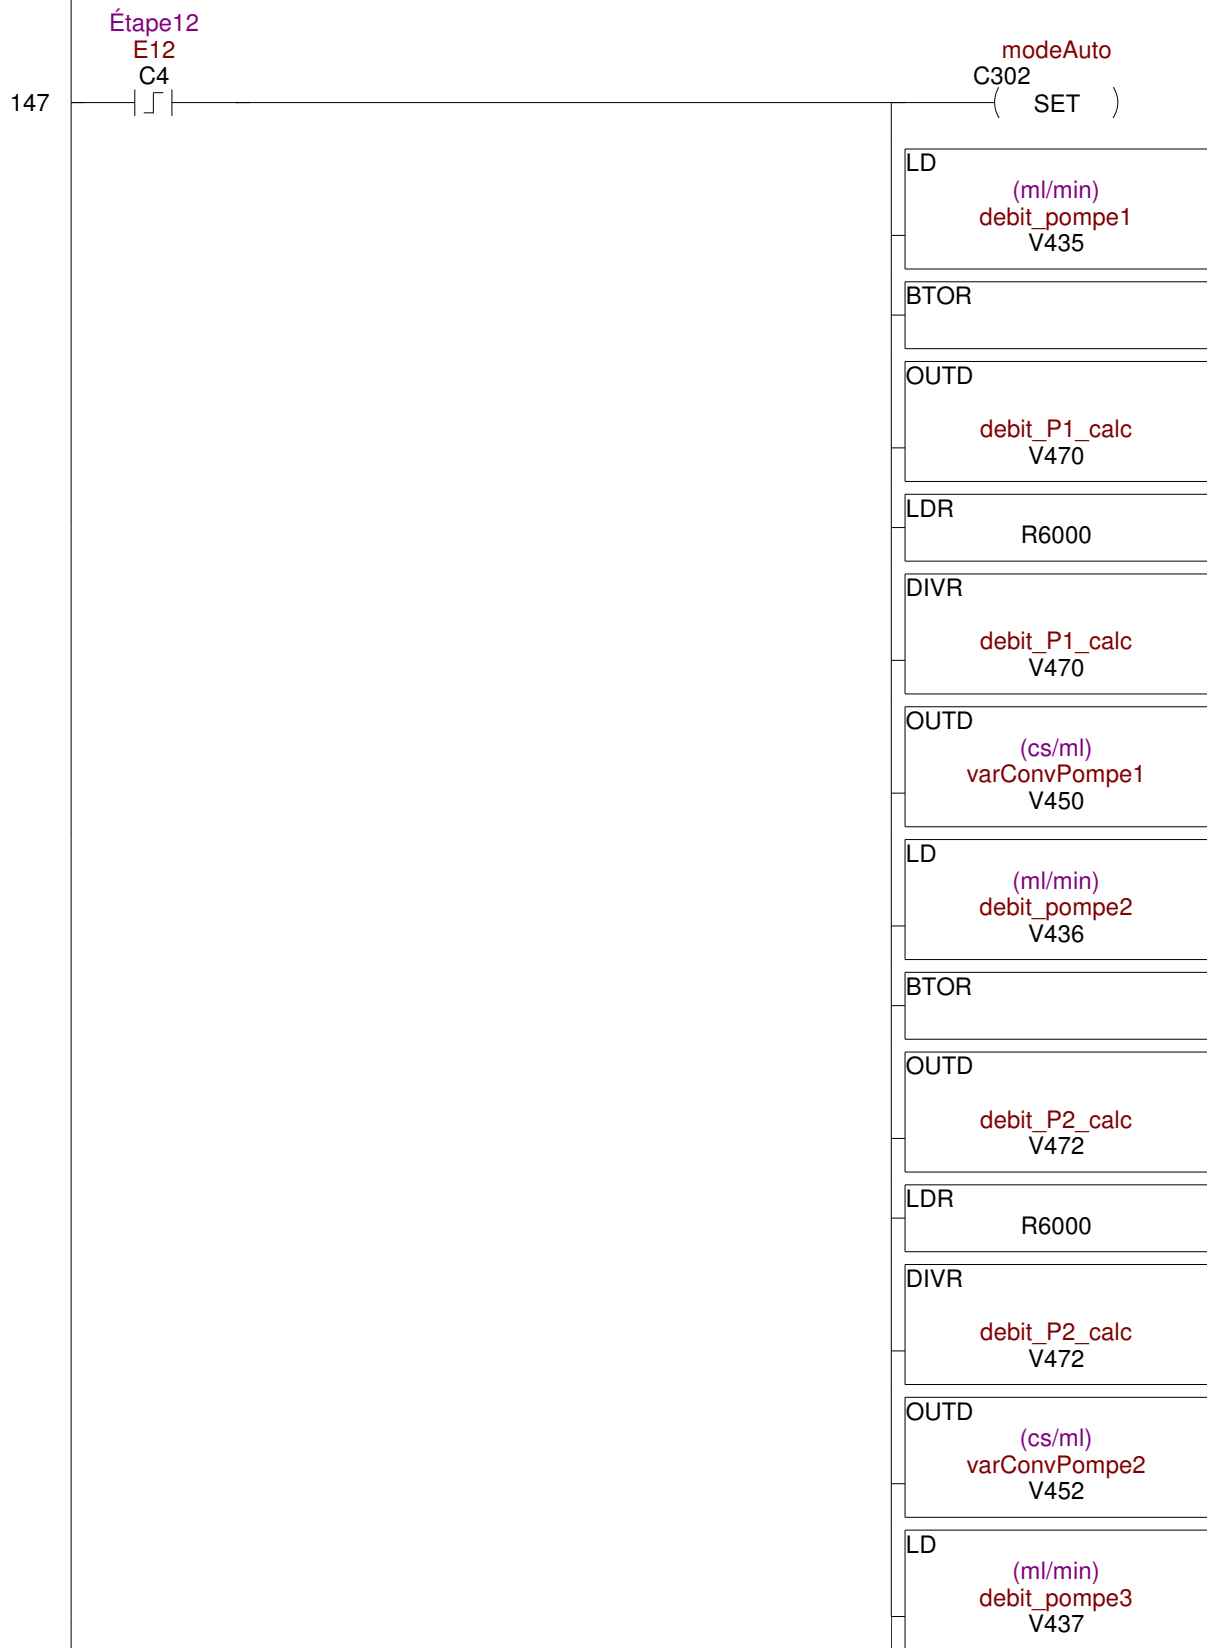 Étape12
E12
C4
147
modeAuto
C302
SET
LD
(ml/min)
debit_pompe1
V435
BTOR
OUTD
debit_P1_calc
V470
LDR
R6000
DIVR
debit_P1_calc
V470
OUTD
(cs/ml)
varConvPompe1
V450
LD
(ml/min)
debit_pompe2
V436
BTOR
OUTD
debit_P2_calc
V472
LDR
R6000
DIVR
debit_P2_calc
V472
OUTD
(cs/ml)
varConvPompe2
V452
LD
(ml/min)
debit_pompe3
V437